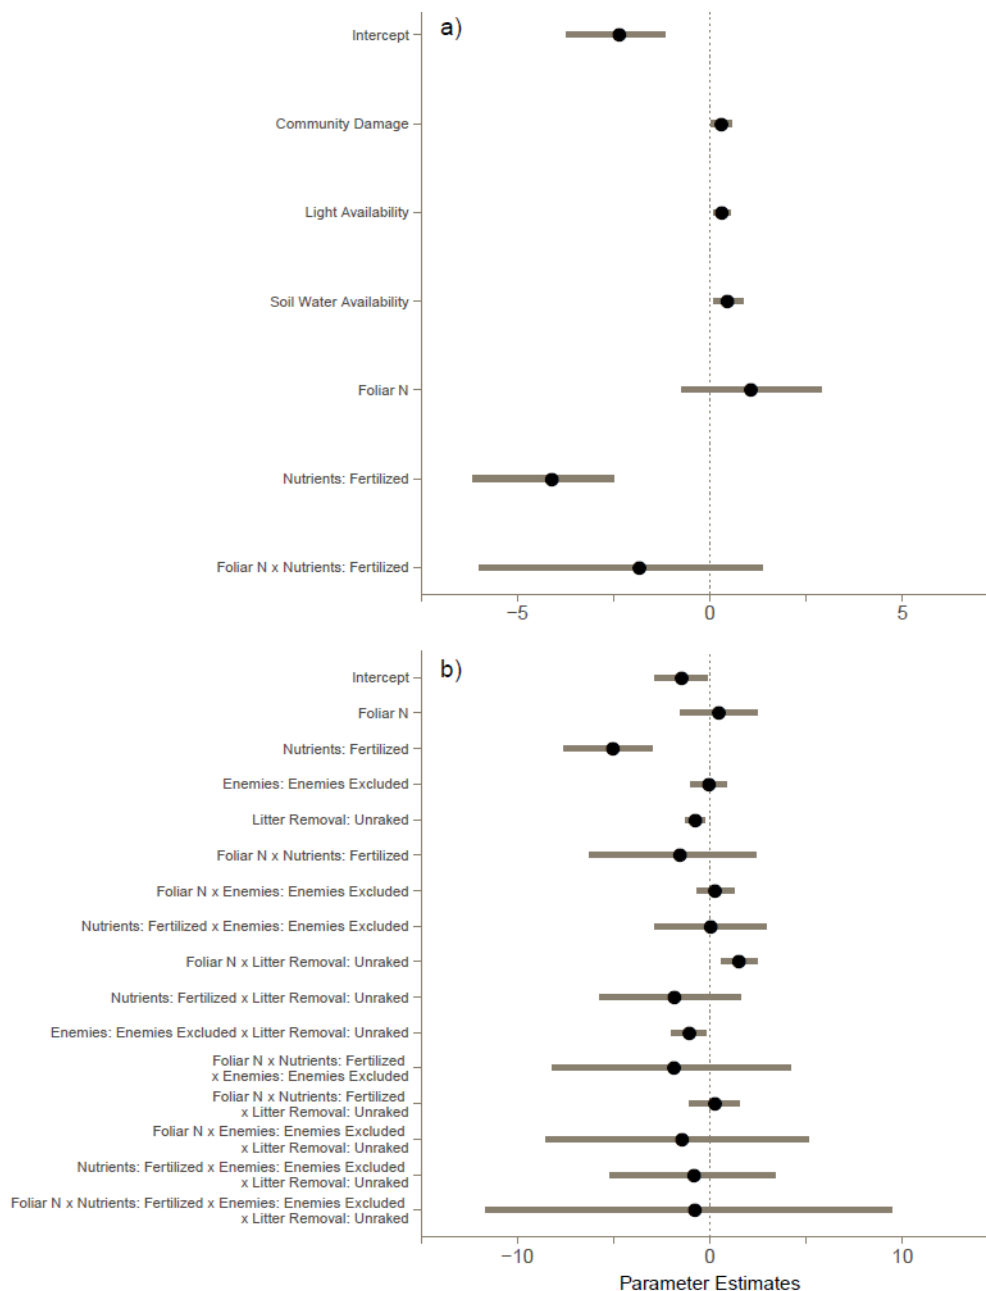 a)
Intercept
Community Damage
Light Availability
Soil Water Availability
Foliar N
Nutrients: Fertilized
Foliar N x Nutrients: Fertilized
−5
0
5
b)
Intercept
Foliar N
Nutrients: Fertilized
Enemies: Enemies Excluded
Litter Removal: Unraked
Foliar N x Nutrients: Fertilized
Foliar N x Enemies: Enemies Excluded
Nutrients: Fertilized x Enemies: Enemies Excluded
Foliar N x Litter Removal: Unraked
Nutrients: Fertilized x Litter Removal: Unraked
Enemies: Enemies Excluded x Litter Removal: Unraked
Foliar N x Nutrients: Fertilized
x Enemies: Enemies Excluded
Foliar N x Nutrients: Fertilized
x Litter Removal: Unraked
Foliar N x Enemies: Enemies Excluded
x Litter Removal: Unraked
Nutrients: Fertilized x Enemies: Enemies Excluded
x Litter Removal: Unraked
Foliar N x Nutrients: Fertilized x Enemies: Enemies Excluded
x Litter Removal: Unraked
−10
0
10
Parameter Estimates